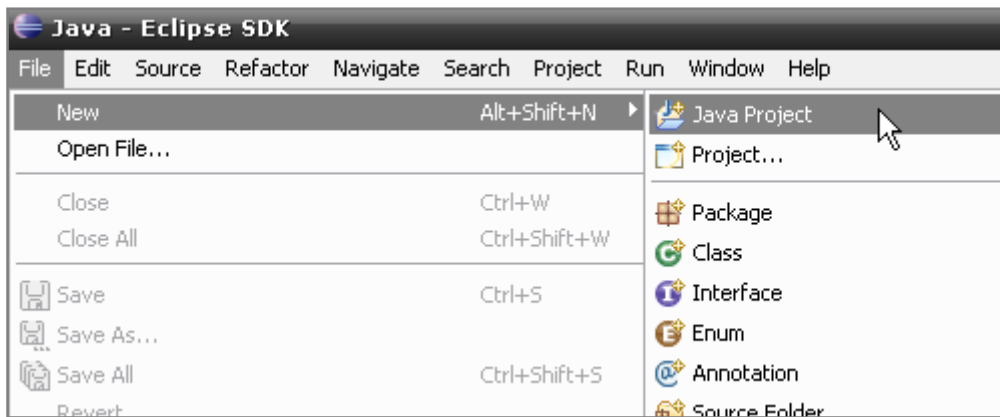 Java - Eclipse SDK
File Edit Source Refactor Navigate Search Project Run Window Help
New Alt+Shift+N
Open File...
Close Ctrl+W
Close All Ctrl+Shift+W
Save Ctrl+S
Save As...
Save All Ctrl+Shift+S
Revert
Java Project
Project...
Package
Class
Interface
Enum
Annotation
Source Folder